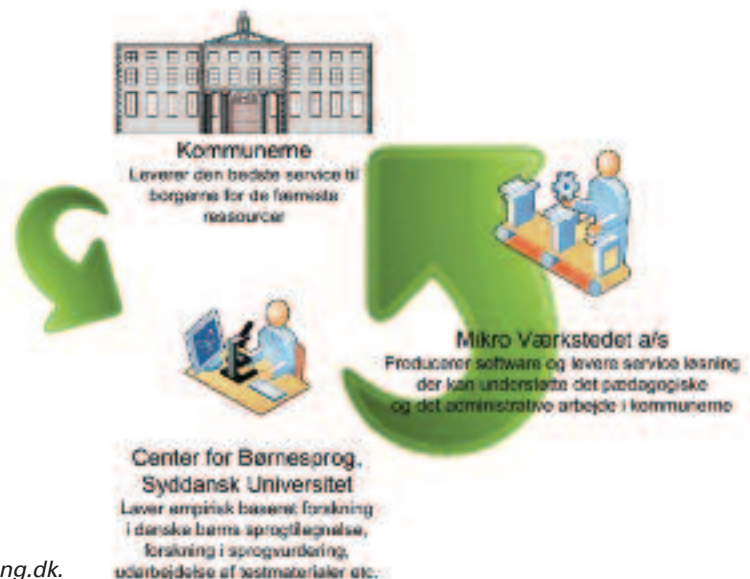 Kommunerne
Leverer den bedste service til
borgerne for de færreste
ressourcer
Mikro Værkstedet a/s
Producerer software og levere service løsning
der kan understøtte det pædagogiske
og det administrative arbejde i kommunerne
Center for Børnesprog,
Syddansk Universitet
Laver empirisk baseret forskning
i danske børns sprogtilegnelse,
forskning i sprogvurdering,
udarbejdelse af testmaterialer etc.
ng.dk.